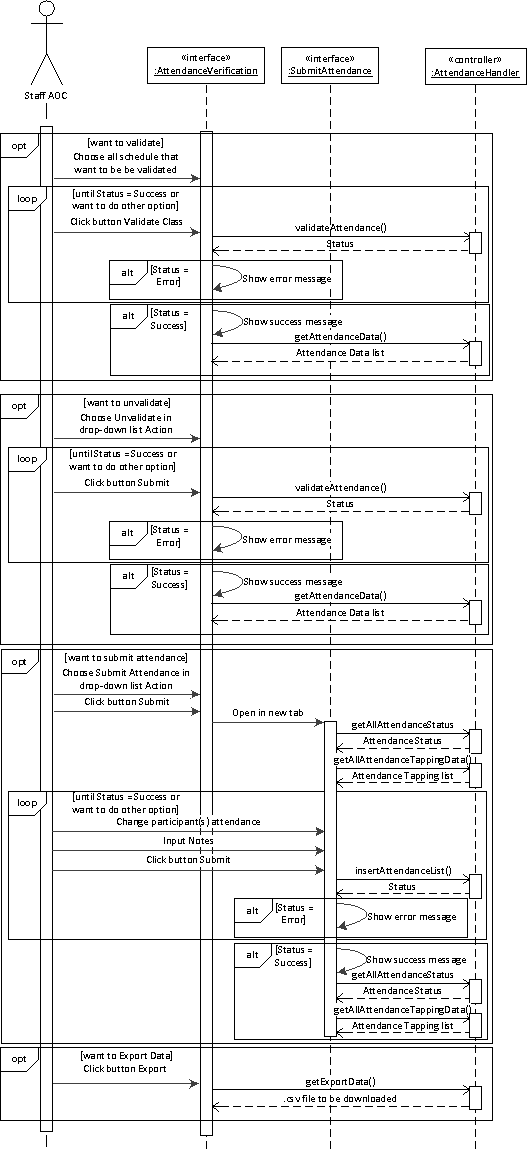 «interface»
:AttendanceVerification
«interface»
:SubmitAttendance
«controller»
:AttendanceHandler
Staff AOC
opt
[want to validate]
Choose all schedule that
want to be be validated
loop
[until Status = Success or
want to do other option]
Click button Validate Class
validateAttendance()
Status
alt
[Status =
Error]
Show error message
alt
[Status =
Success]
Show success message
getAttendanceData()
Attendance Data list
opt
[want to unvalidate]
Choose Unvalidate in
drop-down list Action
loop
[until Status = Success or
want to do other option]
Click button Submit
validateAttendance()
Status
alt
[Status =
Error]
Show error message
alt
[Status =
Success]
Show success message
getAttendanceData()
Attendance Data list
opt
[want to submit attendance]
Choose Submit Attendance in
drop-down list Action
Click button Submit
Open in new tab
getAllAttendanceStatus
Attendance Status
getAllAttendanceTappingData()
Attendance Tapping list
loop
[until Status = Success or
want to do other option]
Change participant(s) attendance
Input Notes
Click button Submit
insertAttendanceList()
Status
alt
[Status =
Error]
Show error message
alt
[Status =
Success]
Show success message
getAllAttendanceStatus
Attendance Status
getAllAttendanceTappingData()
Attendance Tapping list
opt
[want to Export Data]
Click button Export
getExportData()
.csv file to be downloaded